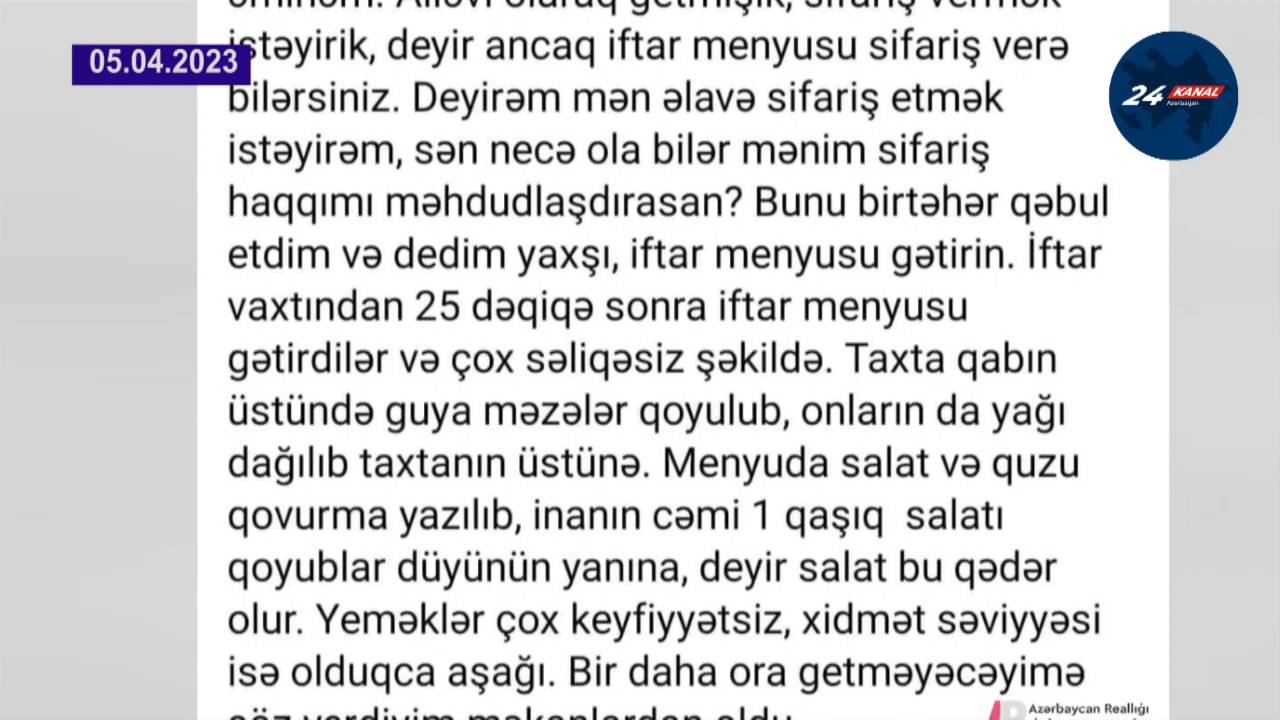 05.04.2023
istəyirik, deyir ancaq iftar menyusu sifariş verə
bilərsiniz. Deyirəm mən əlavə sifariş etmək
istəyirəm, sən necə ola bilər mənim sifariş
haqqımı məhdudlaşdırasan? Bunu birtəhər qəbul
etdim və dedim yaxşı, iftar menyusu gətirin. İftar
vaxtından 25 dəqiqə sonra iftar menyusu
gətirdilər və çox səliqəsiz şəkildə. Taxta qabın
üstündə guya məzələr qoyulub, onların da yağı
dağılıb taxtanın üstünə. Menyuda salat və quzu
qovurma yazılıb, inanın cəmi 1 qaşıq salatı
qoyublar düyünün yanına, deyir salat bu qədər
olur. Yeməklər çox keyfiyyətsiz, xidmət səviyyəsi
isə olduqca aşağı. Bir daha ora getməyəcəyimə
24 KANAL
Azərbaycan
Azərbaycan Reallığı